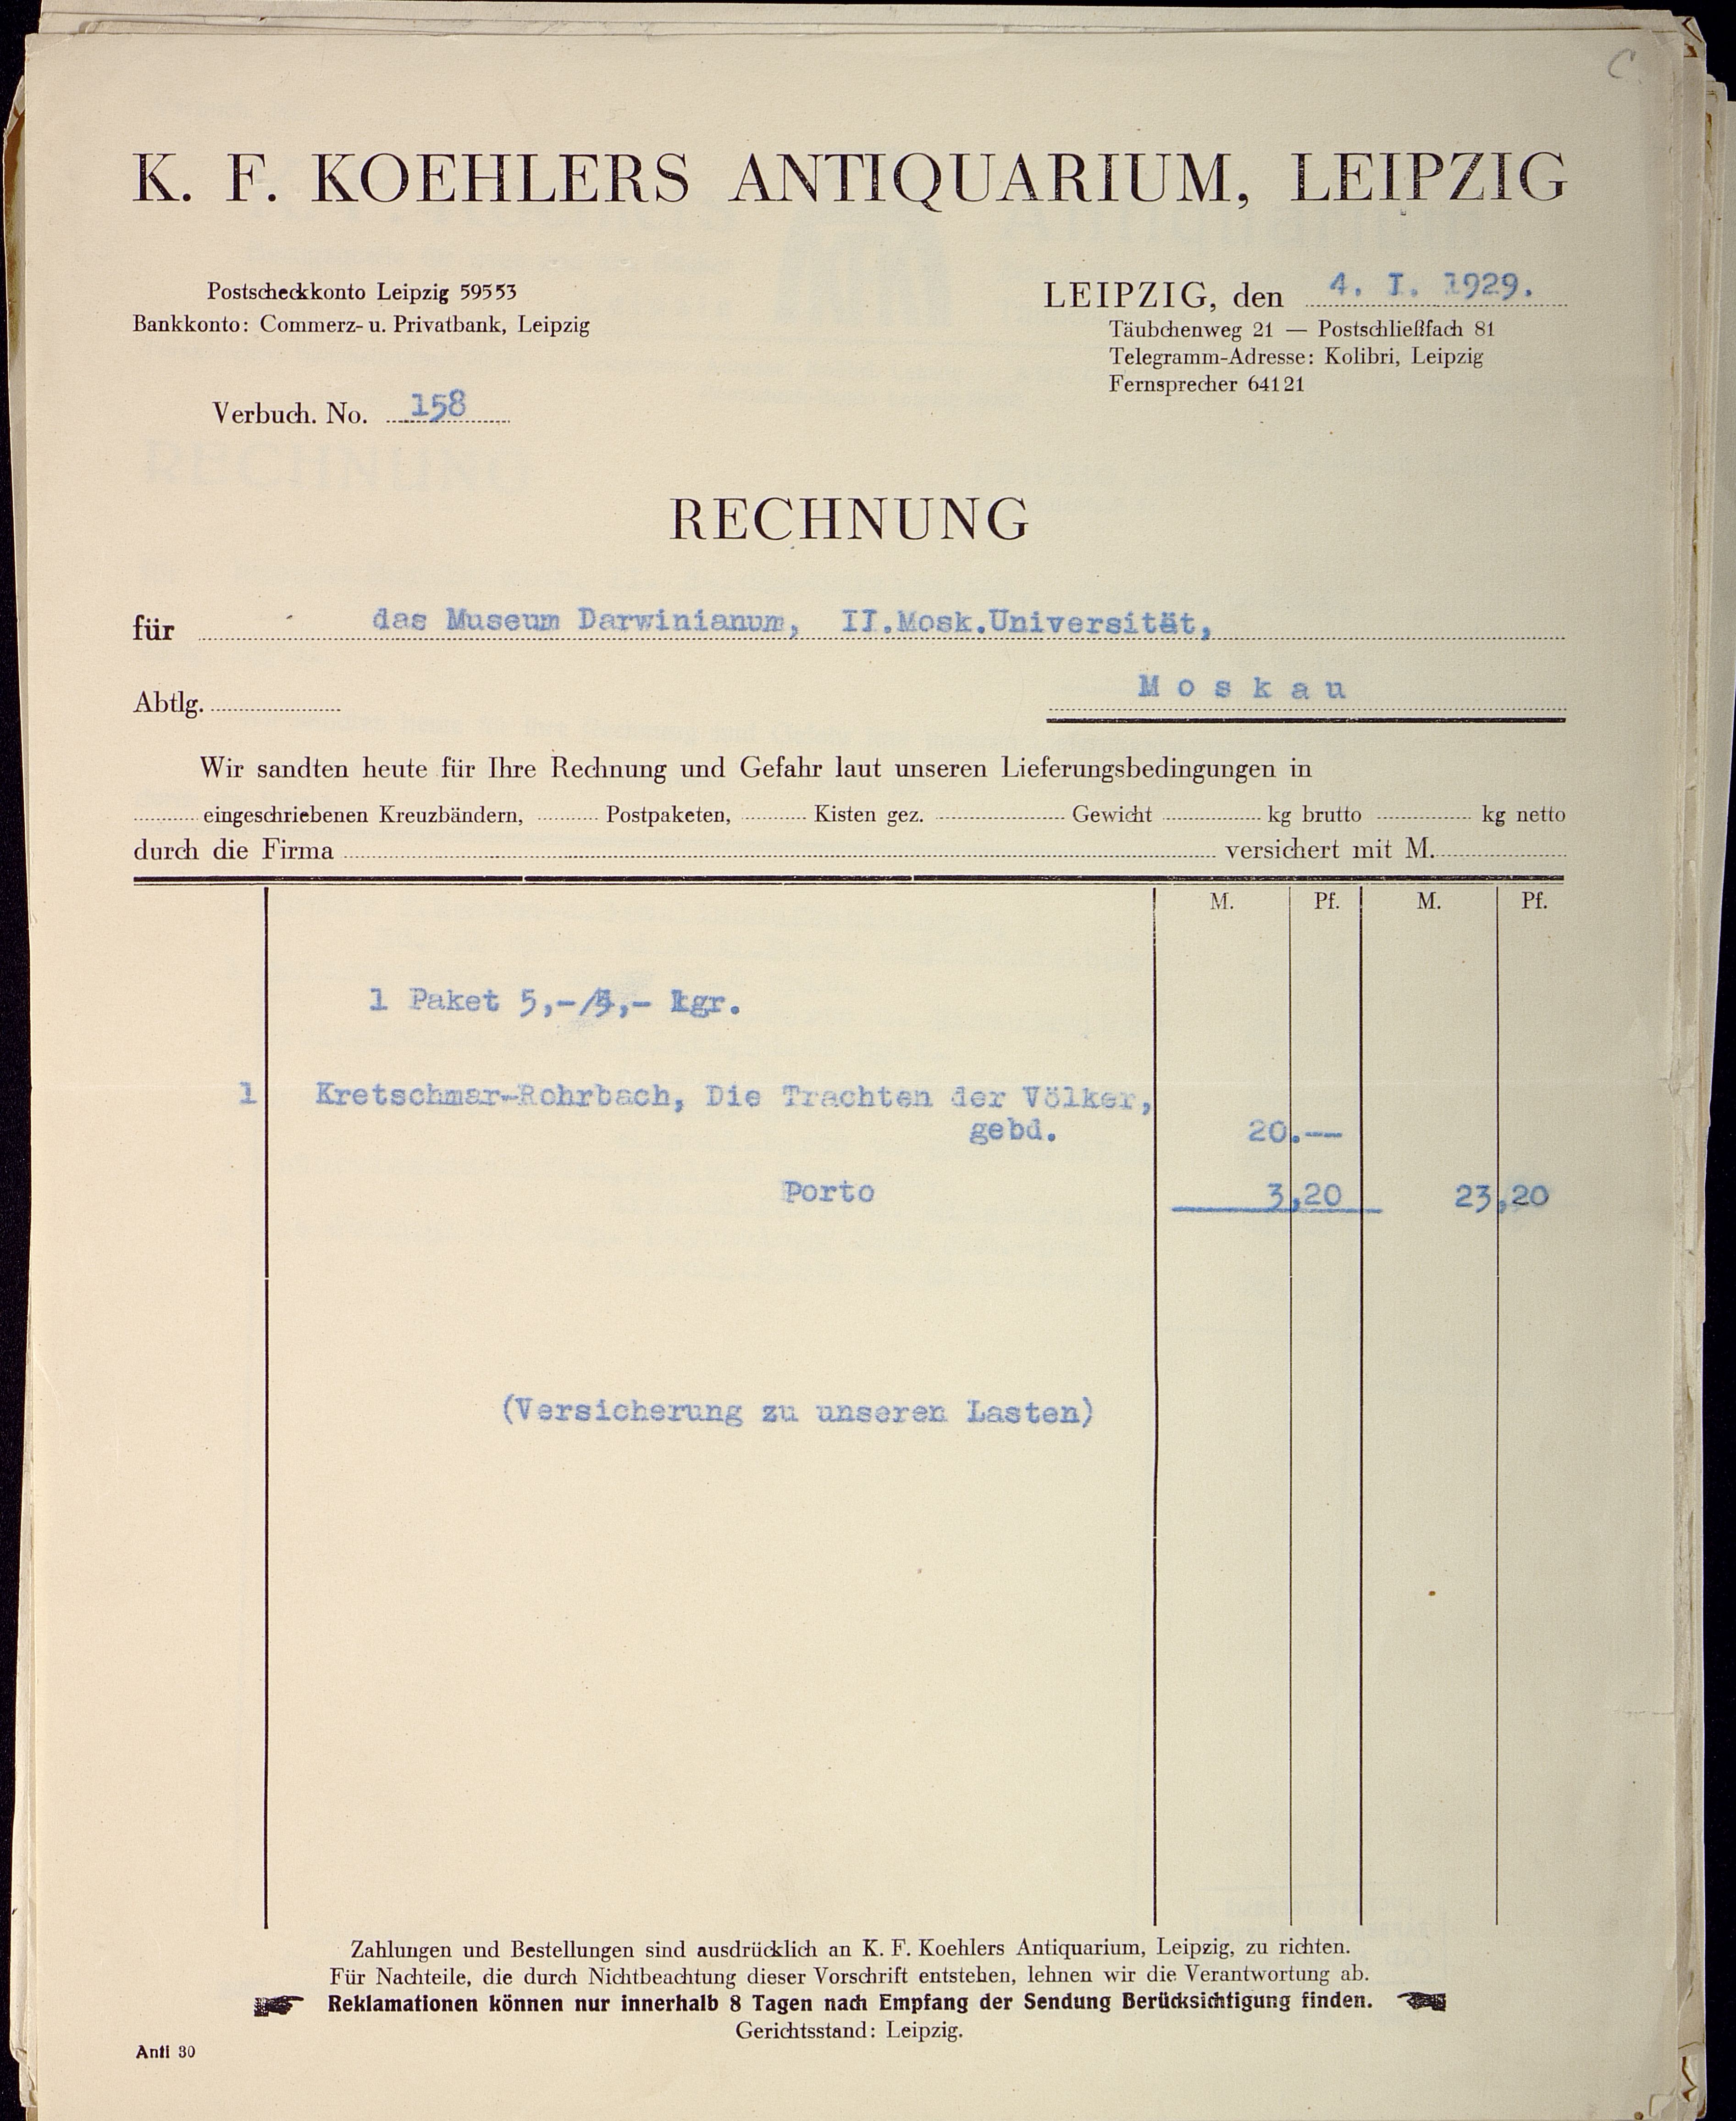 C.
K. F. KOEHLERS ANTIQUARIUM, LEIPZIG
Postscheckkonto Leipzig 59553
Bankkonto: Commerz- u. Privatbank, Leipzig
LEIPZIG, den 4. I. 1929.
Täubchenweg 21 — Postschließfach 81
Telegramm-Adresse: Kolibri, Leipzig
Fernsprecher 64121
Verbuch. No. 158
RECHNUNG
für das Museum Darwinianum, II.Mosk.Universität,
Abtlg. Moskau
Wir sandten heute für Ihre Rechnung und Gefahr laut unseren Lieferungsbedingungen in
eingeschriebenen Kreuzbändern, Postpaketen, Kisten gez. Gewicht kg brutto kg netto
durch die Firma versichert mit M.
M. Pf. M. Pf.
1 Paket 5,-/ ,- kgr.
1 Kretschmar-Rohrbach, Die Trachten der Völker,
gebd. 20.--
Porto 3,20 23,20
(Versicherung zu unseren Lasten)
Zahlungen und Bestellungen sind ausdrücklich an K. F. Koehlers Antiquarium, Leipzig, zu richten.
Für Nachteile, die durch Nichtbeachtung dieser Vorschrift entstehen, lehnen wir die Verantwortung ab.
Reklamationen können nur innerhalb 8 Tagen nach Empfang der Sendung Berücksichtigung finden.
Gerichtsstand: Leipzig.
Anti 30